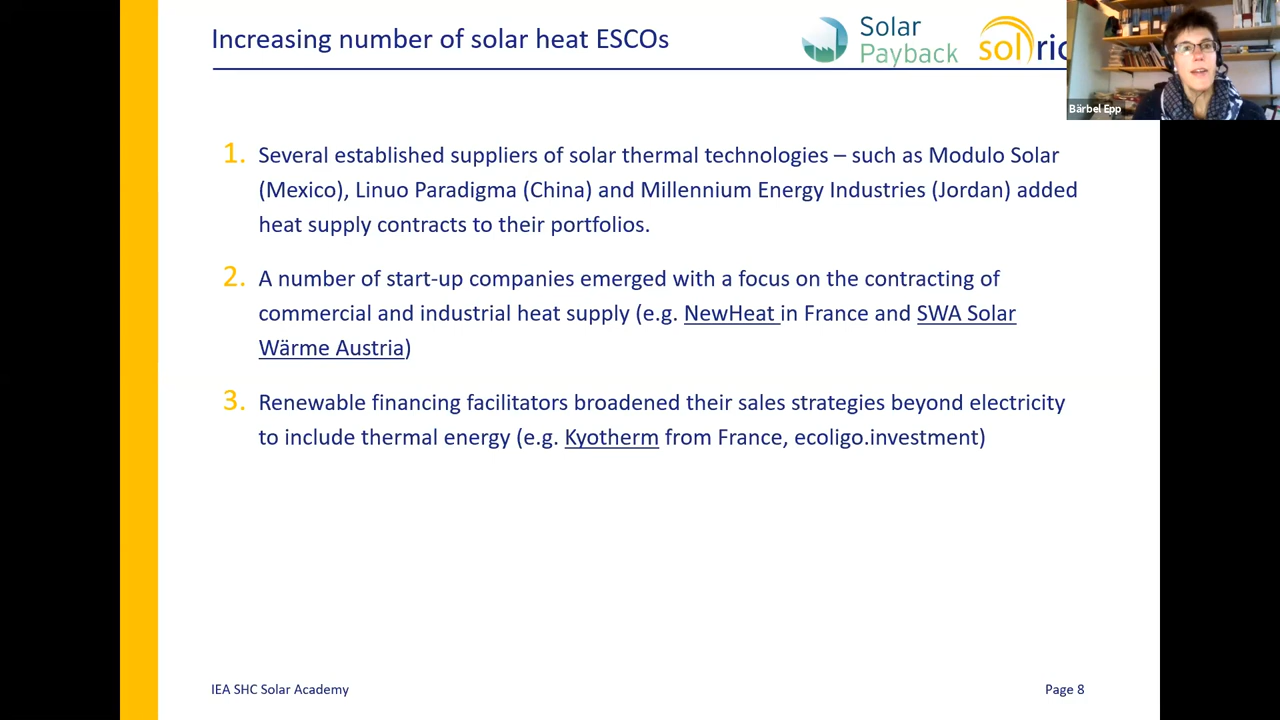 Increasing number of solar heat ESCOs
Solar
Payback
solric
Bärbel Epp
1. Several established suppliers of solar thermal technologies – such as Modulo Solar
(Mexico), Linuo Paradigma (China) and Millennium Energy Industries (Jordan) added
heat supply contracts to their portfolios.
2. A number of start-up companies emerged with a focus on the contracting of
commercial and industrial heat supply (e.g. NewHeat in France and SWA Solar
Wärme Austria)
3. Renewable financing facilitators broadened their sales strategies beyond electricity
to include thermal energy (e.g. Kyotherm from France, ecoligo.investment)
IEA SHC Solar Academy
Page 8